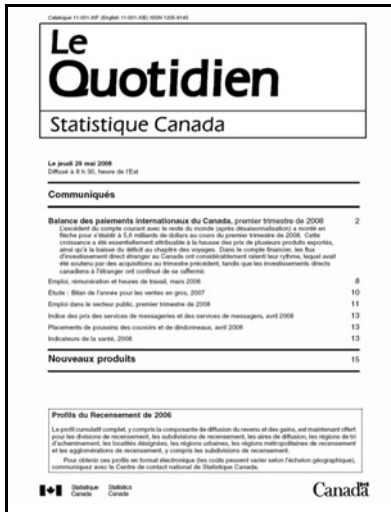 Catalogue 11-001-XIF (English 11-001-XIE) ISSN 1205-9145
Le
Quotidien
Statistique Canada
Le jeudi 29 mai 2008
Diffusé à 8 h 30, heure de l'Est
Communiqués
Balance des paiements internationaux du Canada, premier trimestre de 2008 2
L'excédent du compte courant avec le reste du monde (après désaisonnalisation) a monté en
flèche pour s'établir à 5,6 milliards de dollars au cours du premier trimestre de 2008. Cette
croissance a été essentiellement attribuable à la hausse des prix de plusieurs produits exportés,
ainsi qu'à la baisse du déficit au chapitre des voyages. Dans le compte financier, les flux
d'investissement direct étranger au Canada ont considérablement ralenti leur rythme, lequel avait
été soutenu par des acquisitions au trimestre précédent, tandis que les investissements directs
canadiens à l'étranger ont continué de se raffermir.
Emploi, rémunération et heures de travail, mars 2008 8
Étude : Bilan de l'année pour les ventes en gros, 2007 10
Emploi dans le secteur public, premier trimestre de 2008 11
Indice des prix des services de messageries et des services de messagers, avril 2008 13
Placements de poussins des couvoirs et de dindonneaux, avril 2008 13
Indicateurs de la santé, 2008 13
Nouveaux produits 15
Profils du Recensement de 2006
Le profil cumulatif complet, y compris la composante de diffusion du revenu et des gains, est maintenant offert
pour les divisions de recensement, les subdivisions de recensement, les aires de diffusion, les régions de tri
d'acheminement, les localités désignées, les régions urbaines, les régions métropolitaines de recensement
et les agglomérations de recensement, y compris les subdivisions de recensement.
Pour obtenir ces profils en format électronique (les coûts peuvent varier selon l'échelon géographique),
communiquez avec le Centre de contact national de Statistique Canada.
Statistique Statistics
Canada Canada
Canada